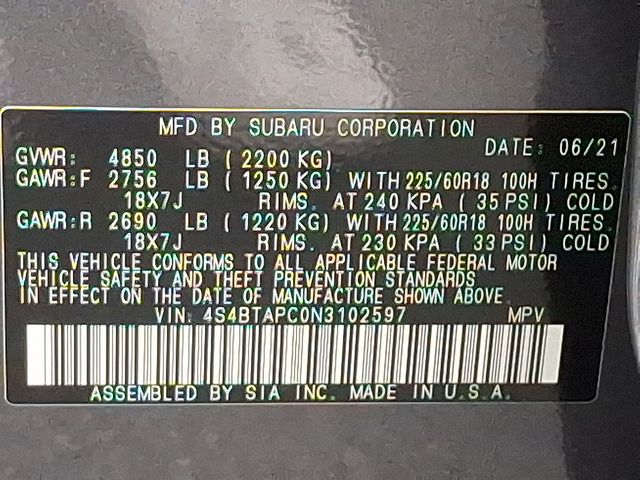 MFD BY SUBARU CORPORATION
DATE: 06/21
GVWR: 4850 LB (2200 KG)
GAWR:F 2756 LB (1250 KG) WITH 225/60R18 100H TIRES.
18X7J RIMS. AT 240 KPA (35 PSI) COLD
GAWR:R 2690 LB (1220 KG) WITH 225/60R18 100H TIRES.
18X7J RIMS. AT 230 KPA (33 PSI) COLD
THIS VEHICLE CONFORMS TO ALL APPLICABLE FEDERAL MOTOR
VEHICLE SAFETY AND THEFT PREVENTION STANDARDS
IN EFFECT ON THE DATE OF MANUFACTURE SHOWN ABOVE.
VIN: 4S4BTAPC0N3102597 MPV
ASSEMBLED BY SIA INC. MADE IN U.S.A.